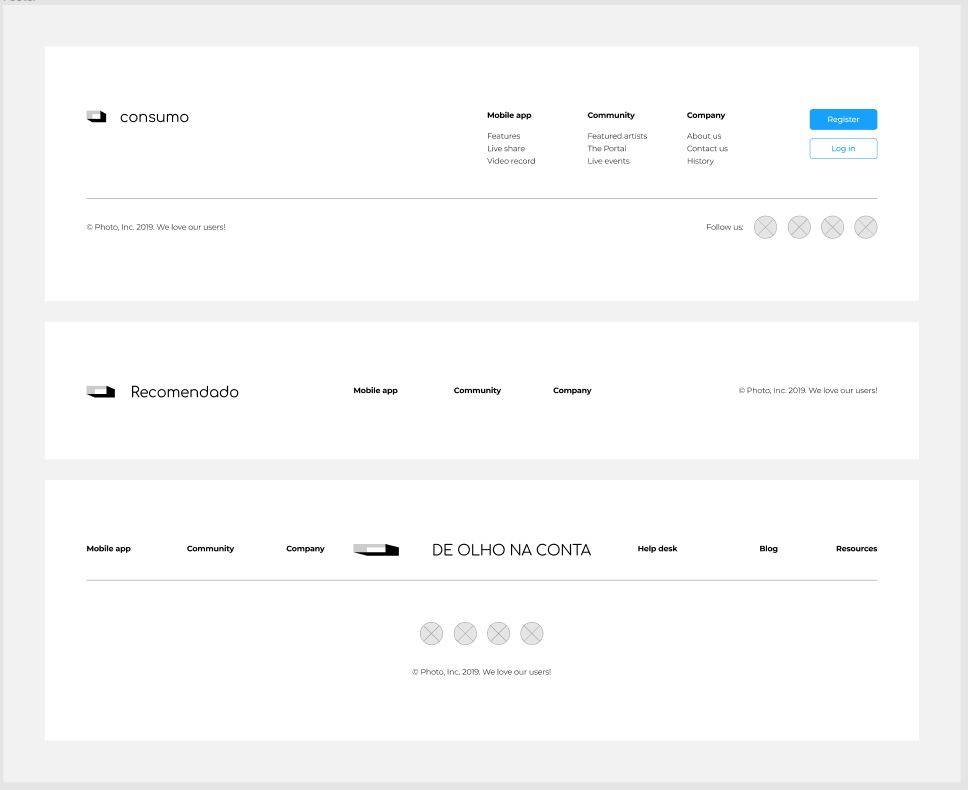 consumo
Mobile app
Features
Live share
Video record
Community
Featured artists
The Portal
Live events
Company
About us
Contact us
History
Register
Log in
© Photo, Inc. 2019. We love our users!
Follow us:
Recomendado
Mobile app
Community
Company
© Photo, Inc. 2019. We love our users!
Mobile app
Community
Company
DE OLHO NA CONTA
Help desk
Blog
Resources
© Photo, Inc. 2019. We love our users!